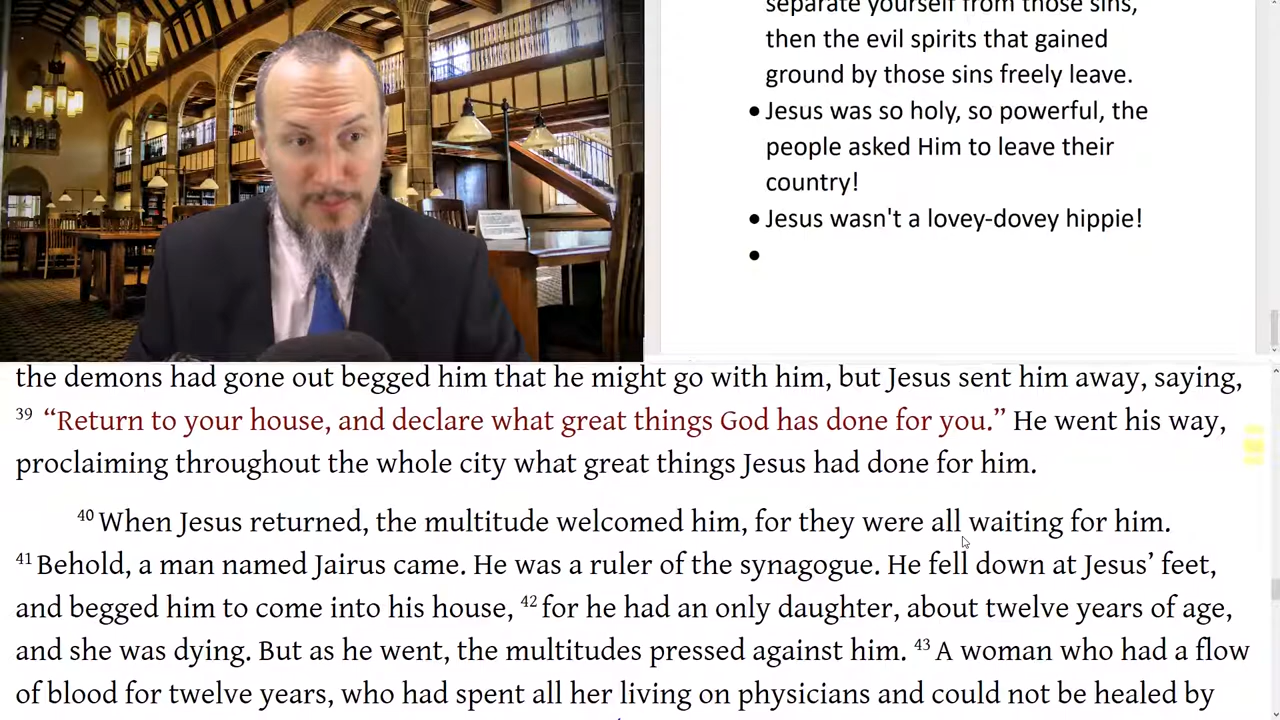 separate yourself from those sins,
then the evil spirits that gained
ground by those sins freely leave.
• Jesus was so holy, so powerful, the
people asked Him to leave their
country!
• Jesus wasn't a lovey-dovey hippie!
•
the demons had gone out begged him that he might go with him, but Jesus sent him away, saying,
39 “Return to your house, and declare what great things God has done for you.” He went his way,
proclaiming throughout the whole city what great things Jesus had done for him.
40 When Jesus returned, the multitude welcomed him, for they were all waiting for him.
41 Behold, a man named Jairus came. He was a ruler of the synagogue. He fell down at Jesus’ feet,
and begged him to come into his house, 42 for he had an only daughter, about twelve years of age,
and she was dying. But as he went, the multitudes pressed against him. 43 A woman who had a flow
of blood for twelve years, who had spent all her living on physicians and could not be healed by